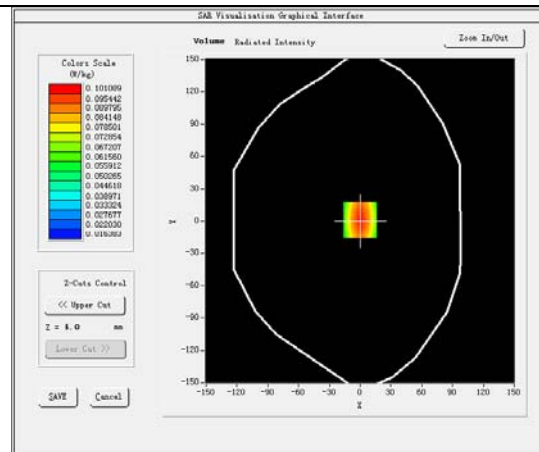 SAR Visualisation Graphical Interface
Volume Radiated Intensity
Zoom In/Out
Colors Scale
(W/kg)
0.101089
0.095442
0.089795
0.084148
0.078501
0.072854
0.067207
0.061560
0.055912
0.050265
0.044618
0.038971
0.033324
0.027677
0.022030
0.016383
Z-Cuts Control
<< Upper Cut
Z = 4.0 mm
Lower Cut >>
SAVE Cancel
150
120
90
60
30
0
-30
-60
-90
-120
-150
Y
-150 -120 -90 -60 -30 0 30 60 90 120 150
X